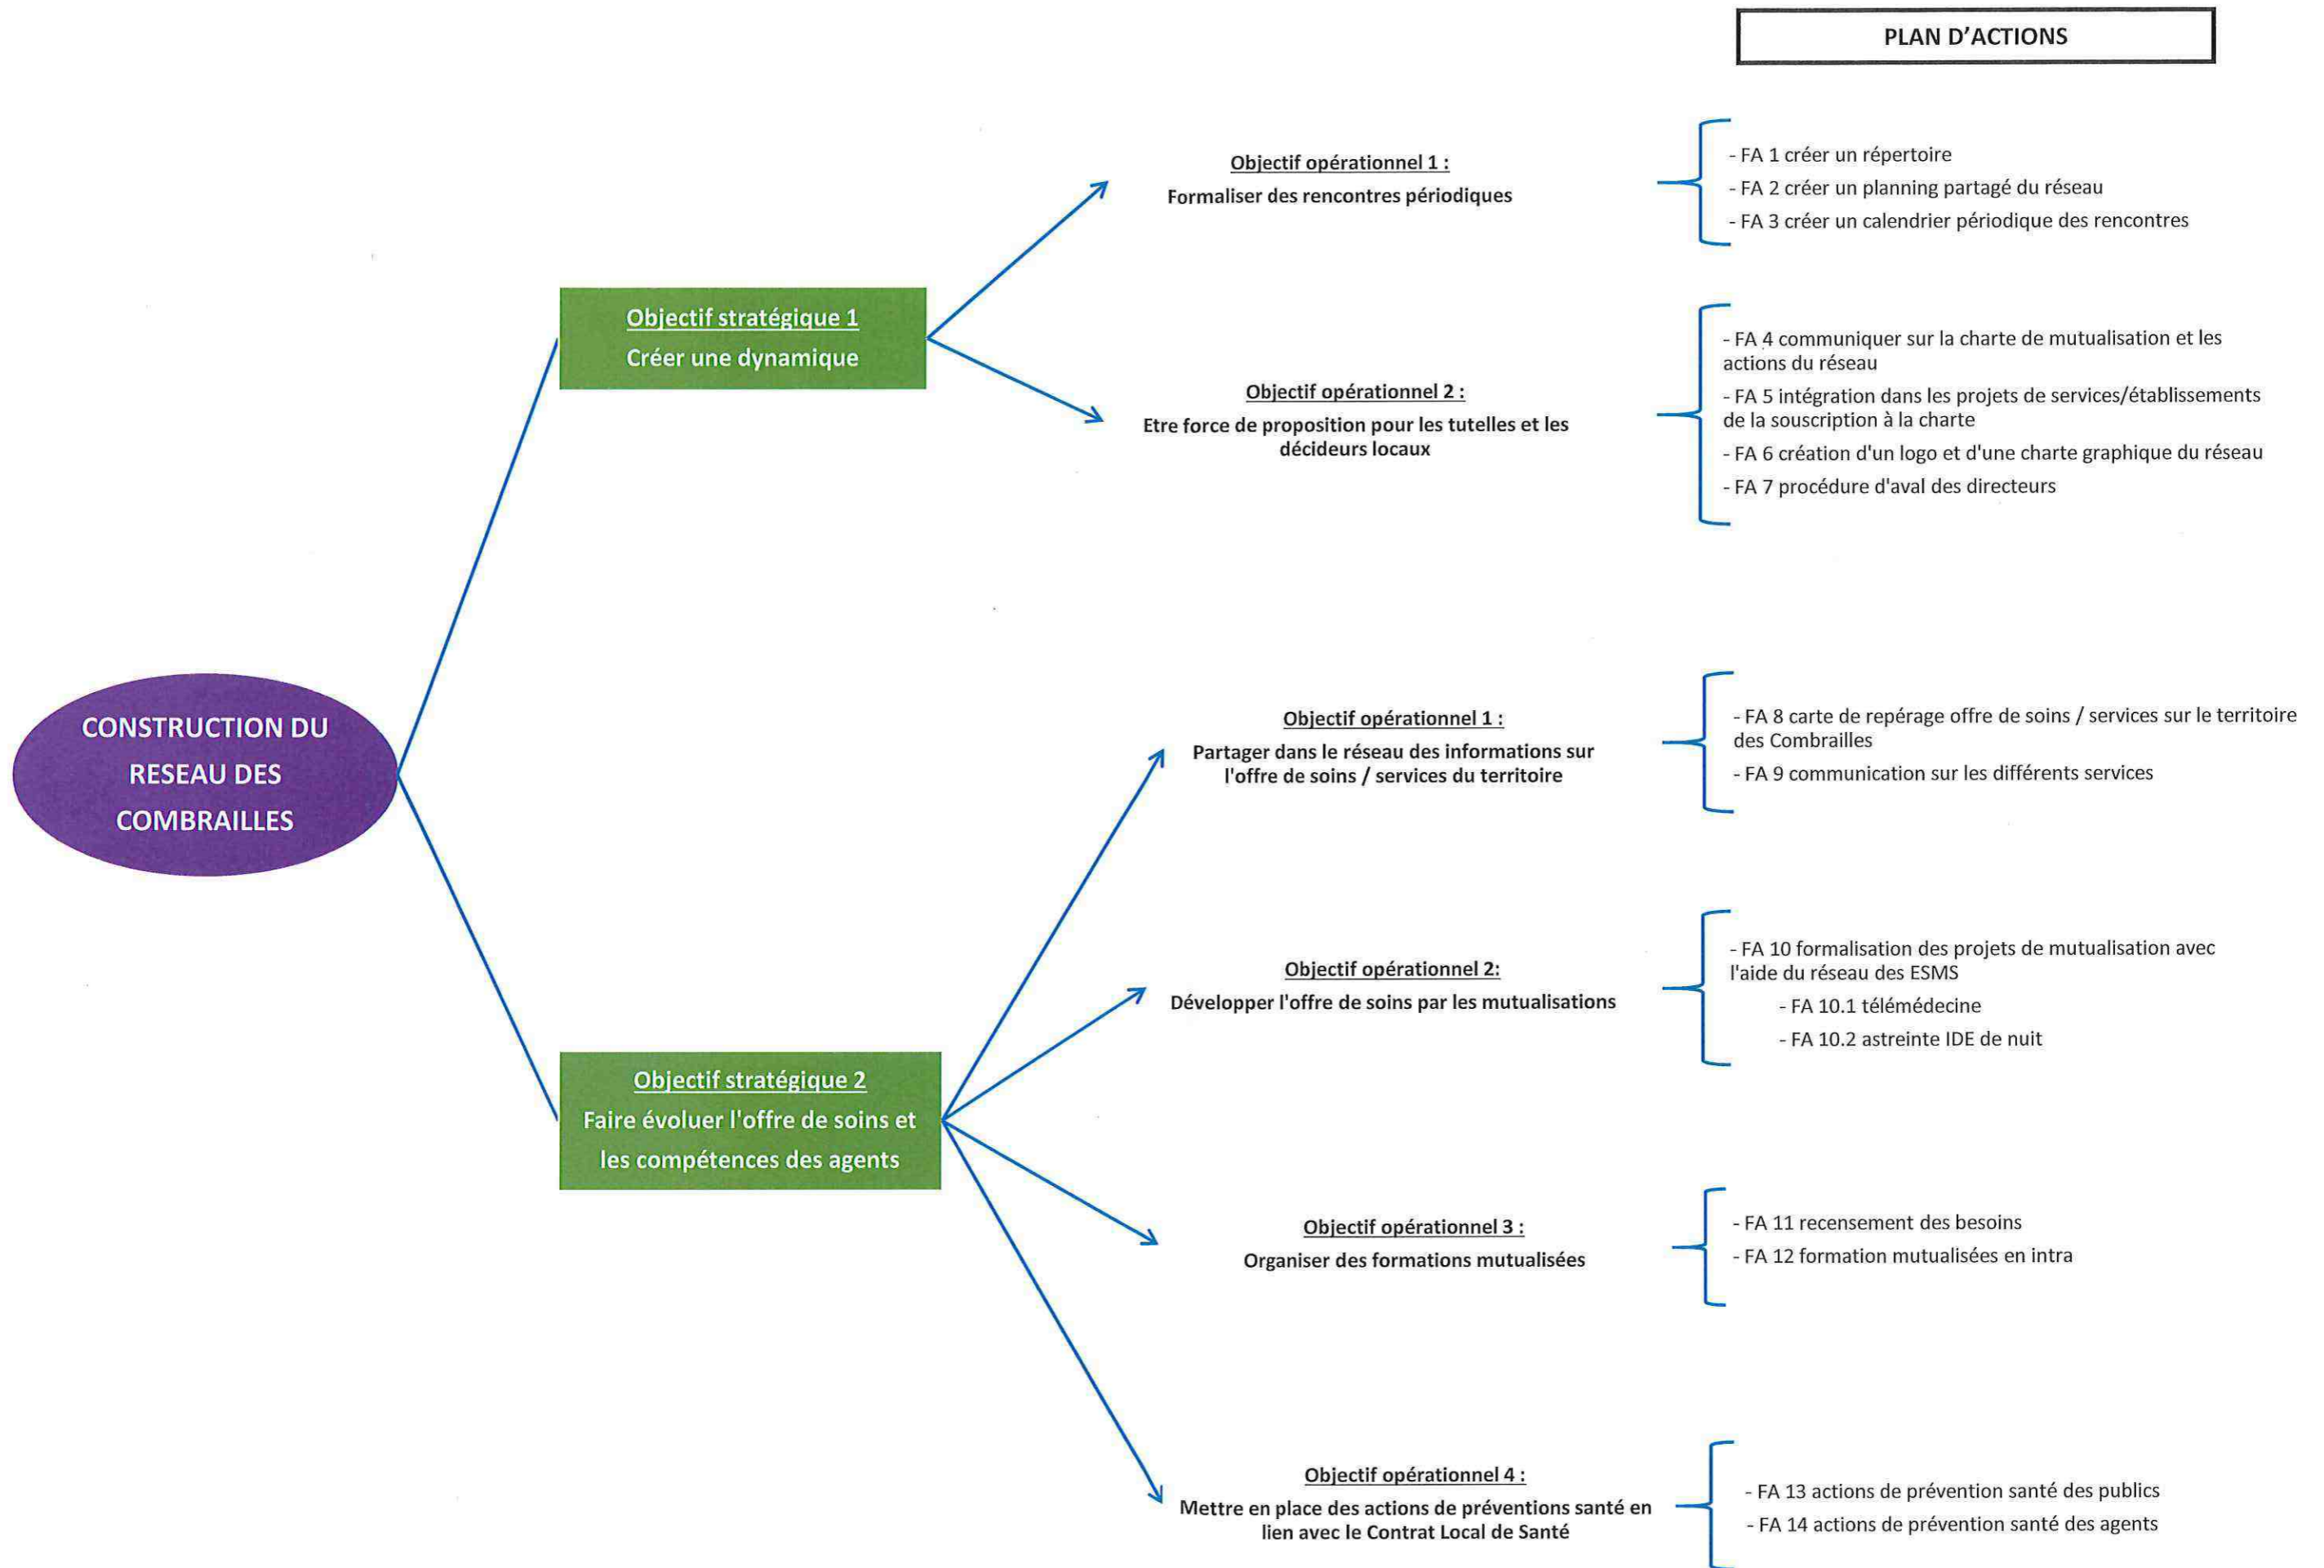 PLAN D'ACTIONS
CONSTRUCTION DU
RESEAU DES
COMBRAILLES
Objectif stratégique 1
Créer une dynamique
Objectif opérationnel 1 :
Formaliser des rencontres périodiques
- FA 1 créer un répertoire
- FA 2 créer un planning partagé du réseau
- FA 3 créer un calendrier périodique des rencontres
Objectif opérationnel 2 :
Etre force de proposition pour les tutelles et les
décideurs locaux
- FA 4 communiquer sur la charte de mutualisation et les
actions du réseau
- FA 5 intégration dans les projets de services/établissements
de la souscription à la charte
- FA 6 création d'un logo et d'une charte graphique du réseau
- FA 7 procédure d'aval des directeurs
Objectif stratégique 2
Faire évoluer l'offre de soins et
les compétences des agents
Objectif opérationnel 1 :
Partager dans le réseau des informations sur
l'offre de soins / services du territoire
- FA 8 carte de repérage offre de soins / services sur le territoire
des Combrailles
- FA 9 communication sur les différents services
Objectif opérationnel 2:
Développer l'offre de soins par les mutualisations
- FA 10 formalisation des projets de mutualisation avec
l'aide du réseau des ESMS
- FA 10.1 télémédecine
- FA 10.2 astreinte IDE de nuit
Objectif opérationnel 3 :
Organiser des formations mutualisées
- FA 11 recensement des besoins
- FA 12 formation mutualisées en intra
Objectif opérationnel 4 :
Mettre en place des actions de préventions santé en
lien avec le Contrat Local de Santé
- FA 13 actions de prévention santé des publics
- FA 14 actions de prévention santé des agents